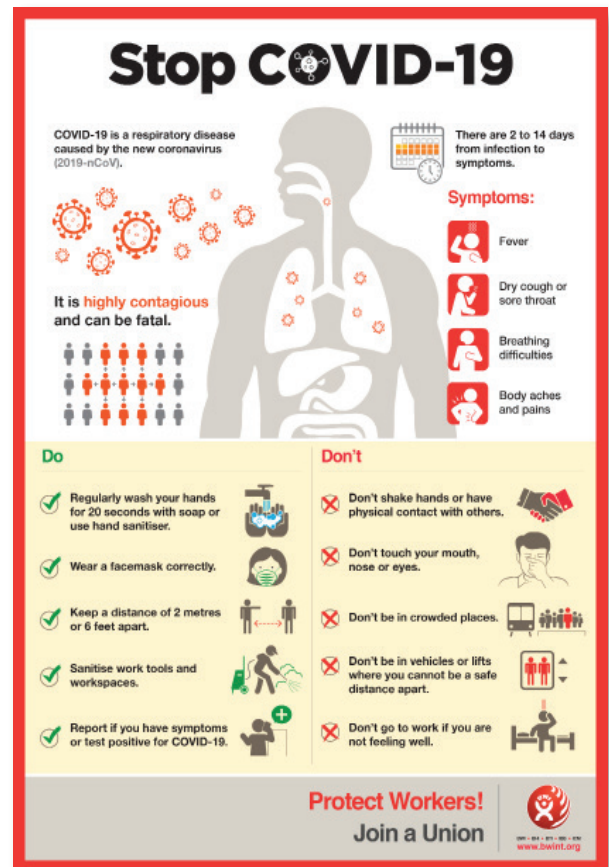 Stop COVID-19
COVID-19 is a respiratory disease
caused by the new coronavirus
(2019-nCoV).
It is highly contagious
and can be fatal.
There are 2 to 14 days
from infection to
symptoms.
Symptoms:
Fever
Dry cough or
sore throat
Breathing
difficulties
Body aches
and pains
Do
Regularly wash your hands
for 20 seconds with soap or
use hand sanitiser.
Wear a facemask correctly.
Keep a distance of 2 metres
or 6 feet apart.
Sanitise work tools and
workspaces.
Report if you have symptoms
or test positive for COVID-19.
Don't
Don't shake hands or have
physical contact with others.
Don't touch your mouth,
nose or eyes.
Don't be in crowded places.
Don't be in vehicles or lifts
where you cannot be a safe
distance apart.
Don't go to work if you are
not feeling well.
Protect Workers!
Join a Union
www.bwint.org